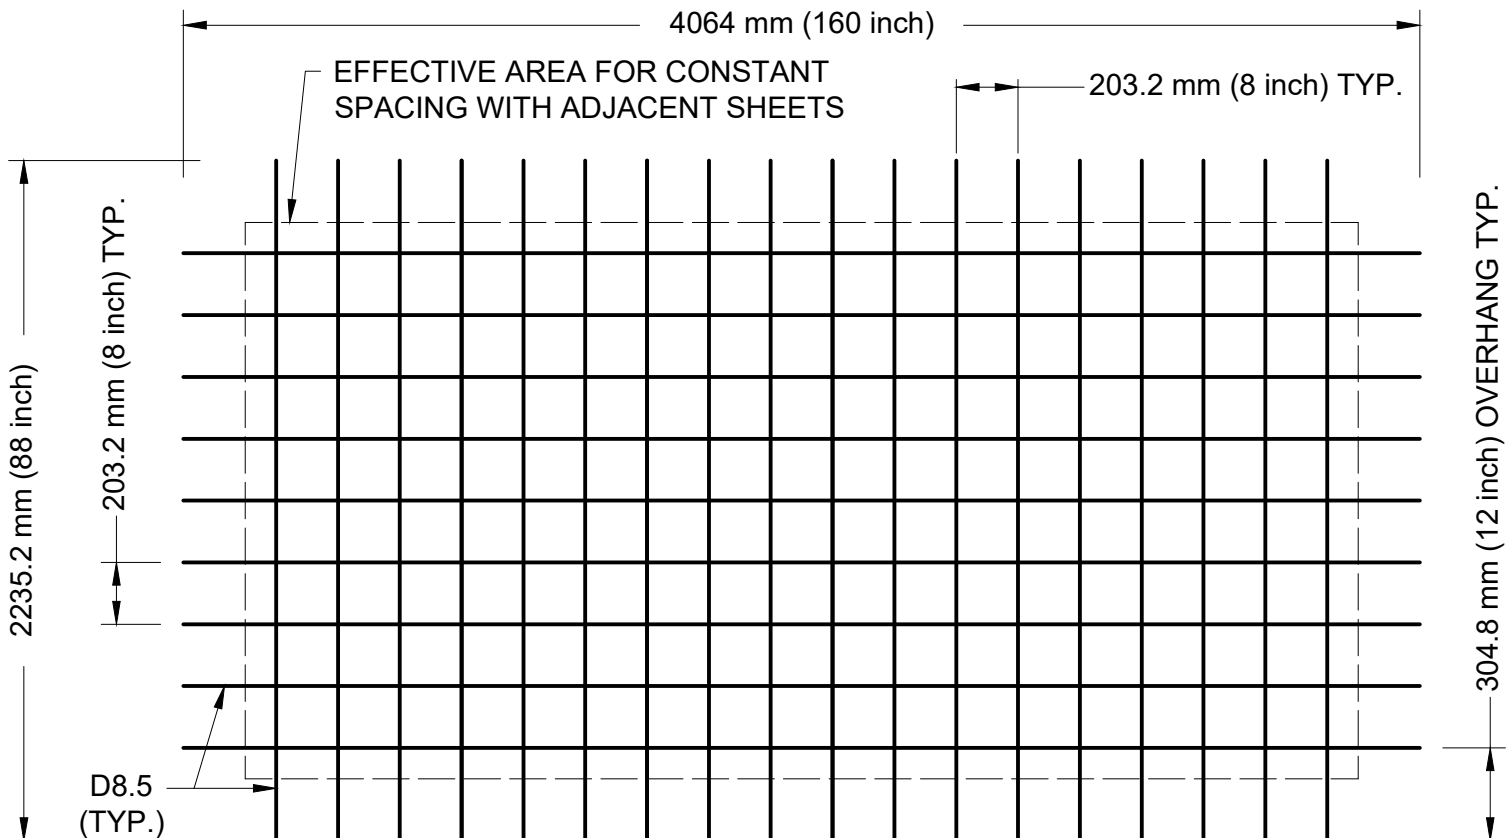 4064 mm (160 inch)
EFFECTIVE AREA FOR CONSTANT
SPACING WITH ADJACENT SHEETS
203.2 mm (8 inch) TYP.
2235.2 mm (88 inch)
203.2 mm (8 inch) TYP.
304.8 mm (12 inch) OVERHANG TYP.
D8.5
(TYP.)